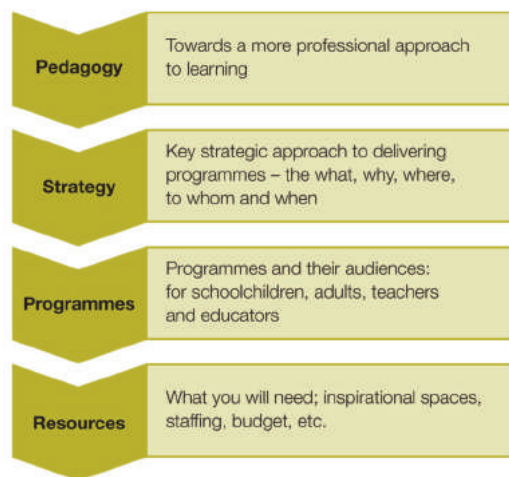 Pedagogy
Towards a more professional approach
to learning
Strategy
Key strategic approach to delivering
programmes – the what, why, where,
to whom and when
Programmes
Programmes and their audiences:
for schoolchildren, adults, teachers
and educators
Resources
What you will need; inspirational spaces,
staffing, budget, etc.